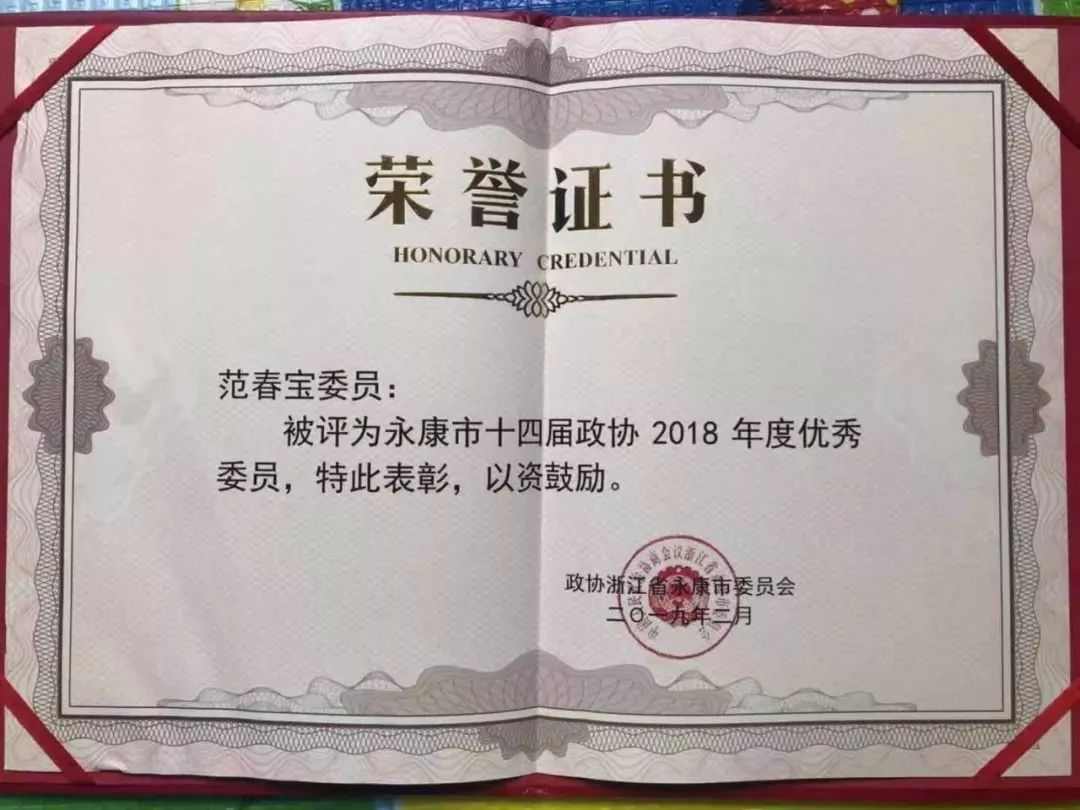 荣誉证书
HONORARY CREDENTIAL
范春宝委员：
被评为永康市十四届政协 2018 年度优秀
委员，特此表彰，以资鼓励。
政协浙江省永康市委员会
二〇一九年二月